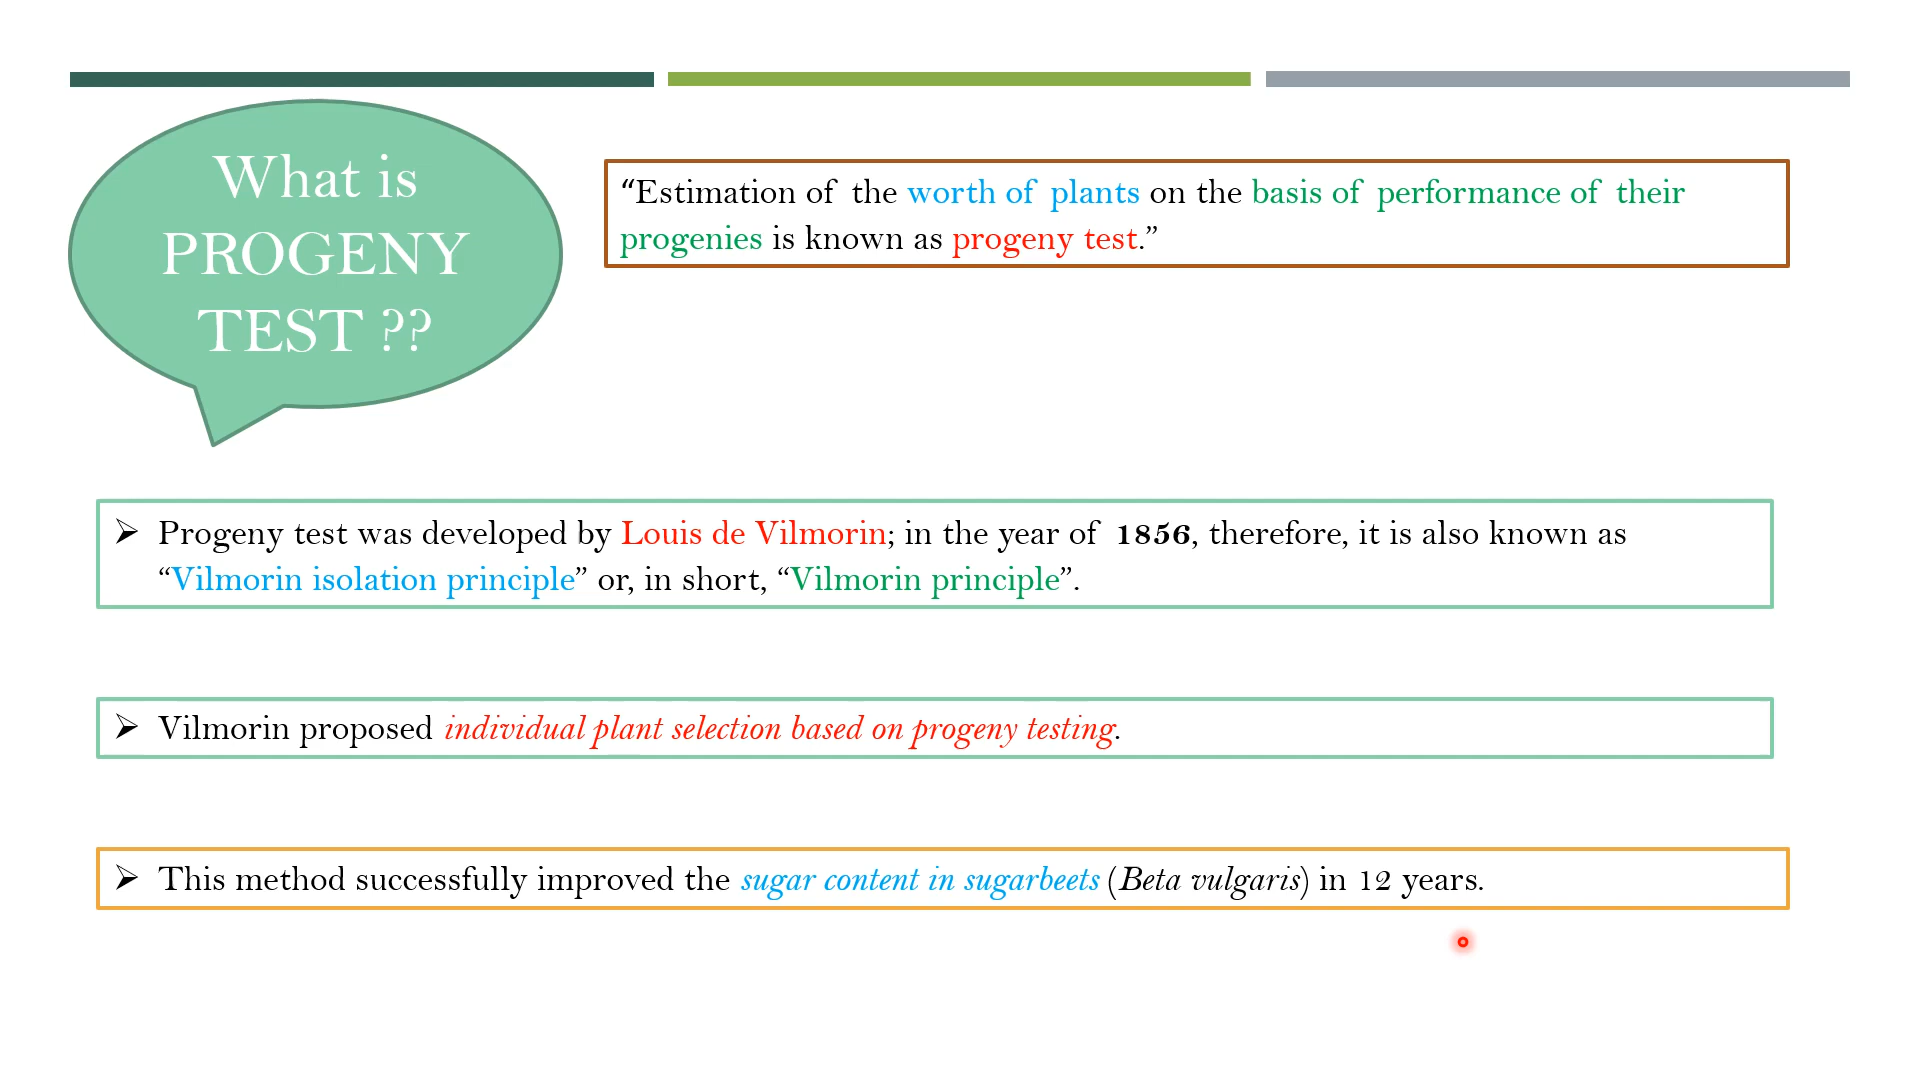 What is
PROGENY
TEST ??
“Estimation of the worth of plants on the basis of performance of their
progenies is known as progeny test.”
➢ Progeny test was developed by Louis de Vilmorin; in the year of 1856, therefore, it is also known as
“Vilmorin isolation principle” or, in short, “Vilmorin principle”.
➢ Vilmorin proposed individual plant selection based on progeny testing.
➢ This method successfully improved the sugar content in sugarbeets (Beta vulgaris) in 12 years.